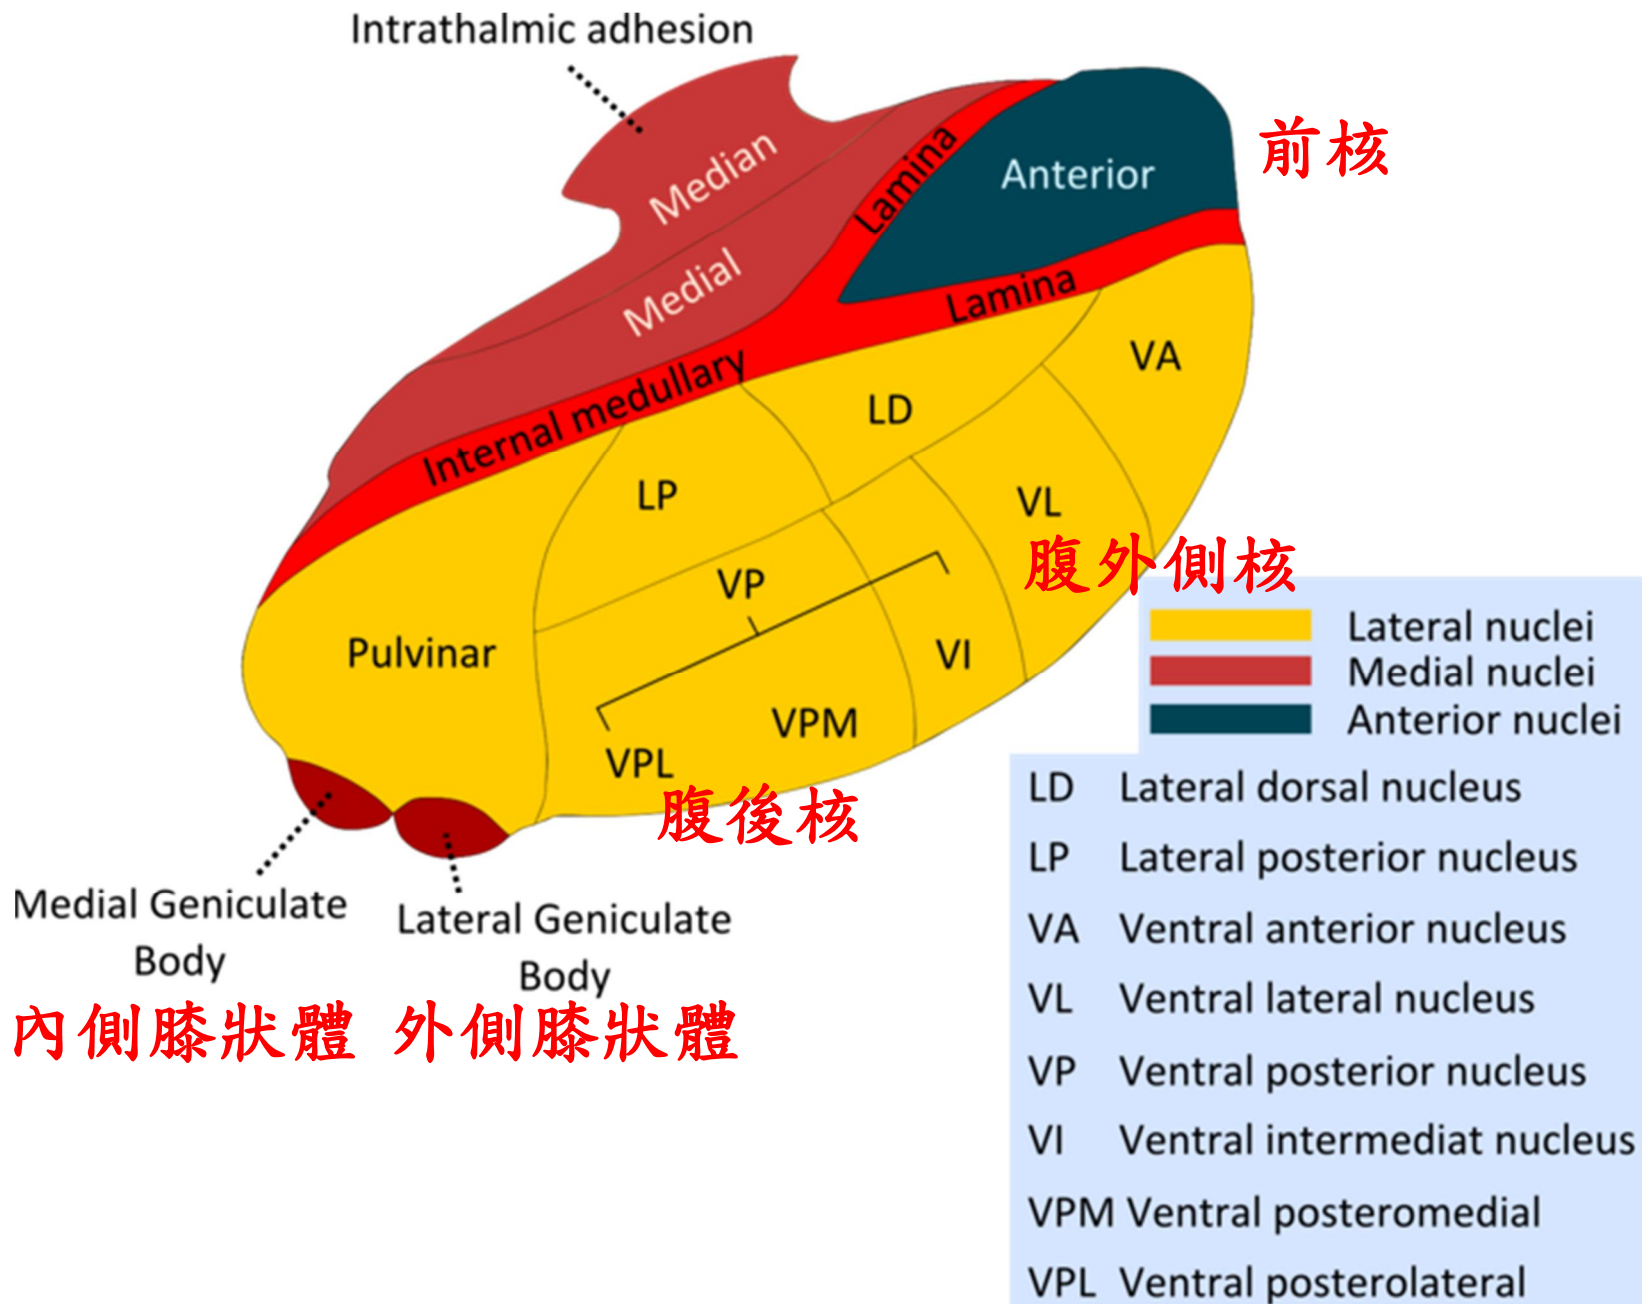 Intrathalmic adhesion
Median
Medial
Lamina
Anterior
前核
Lamina
Internal medullary
VA
LD
LP
VL
腹外側核
VP
VI
Pulvinar
VPM
VPL
腹後核
Medial Geniculate
Body
Lateral Geniculate
Body
內側膝狀體
外側膝狀體
Lateral nuclei
Medial nuclei
Anterior nuclei
LD Lateral dorsal nucleus
LP Lateral posterior nucleus
VA Ventral anterior nucleus
VL Ventral lateral nucleus
VP Ventral posterior nucleus
VI Ventral intermediat nucleus
VPM Ventral posteromedial
VPL Ventral posterolateral